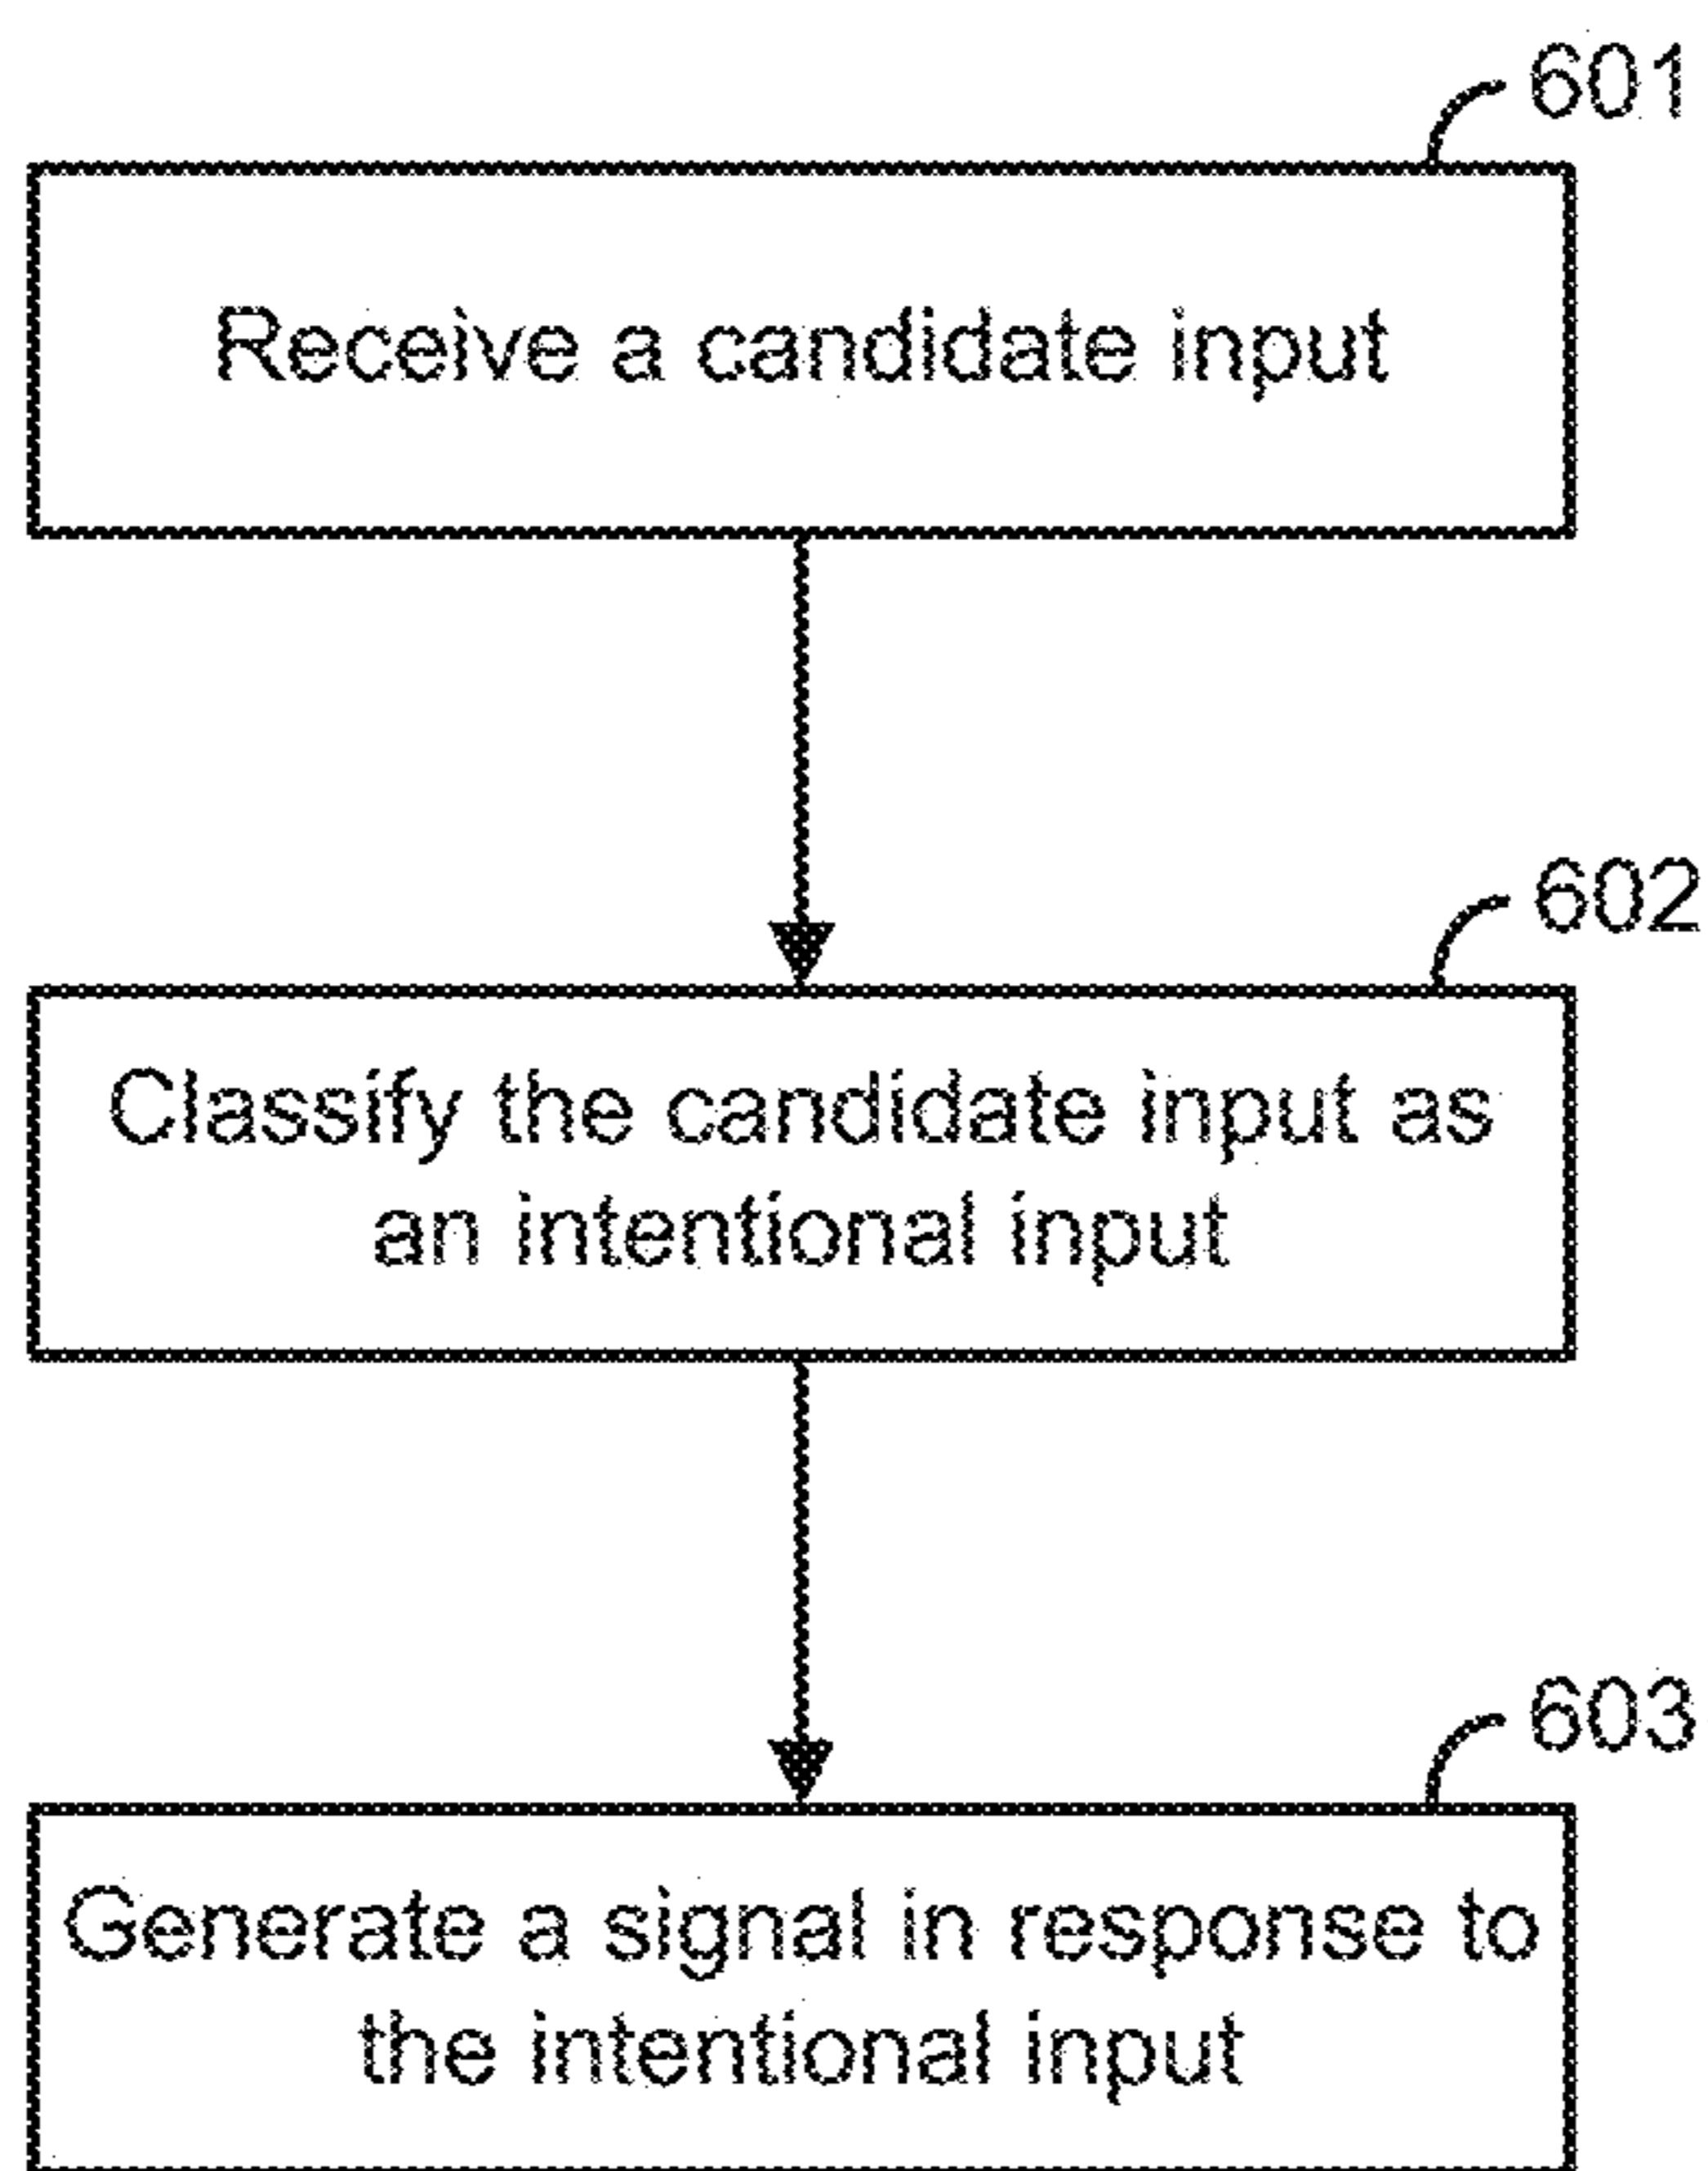 601
Receive a candidate input
602
Classify the candidate input as
an intentional input
603
Generate a signal in response to
the intentional input